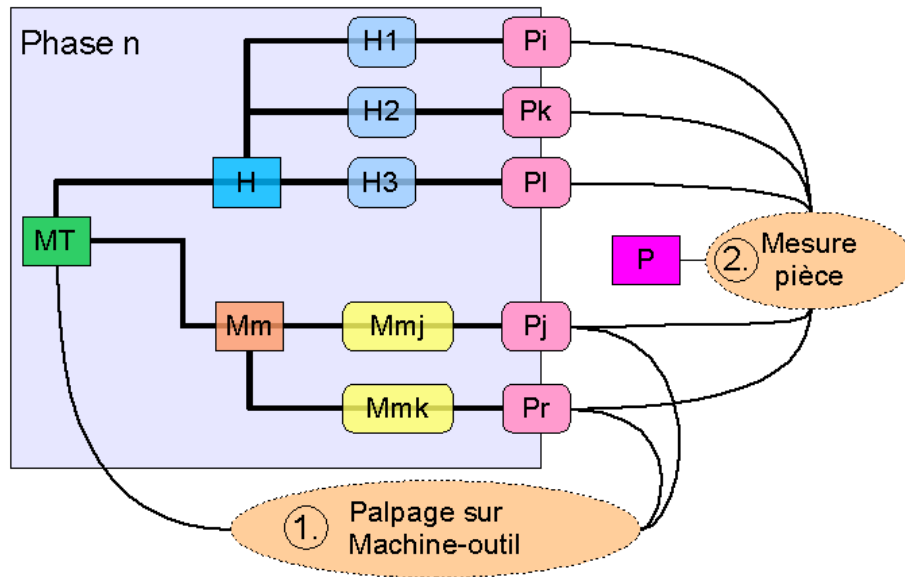 Phase n
H1
Pi
H2
Pk
H
H3
Pl
MT
P
2. Mesure
pièce
Mm
Mmj
Pj
Mmk
Pr
1. Palpage sur
Machine-outil